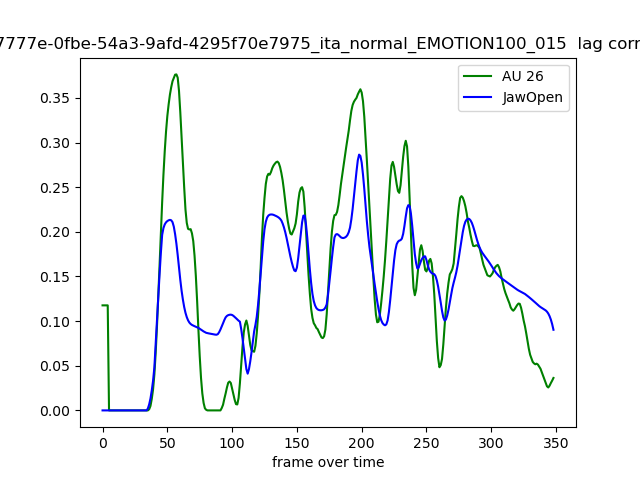 7777e-0fbe-54a3-9afd-4295f70e7975_ita_normal_EMOTION100_015 lag corr
AU 26
JawOpen
0.35
0.30
0.25
0.20
0.15
0.10
0.05
0.00
0 50 100 150 200 250 300 350
frame over time